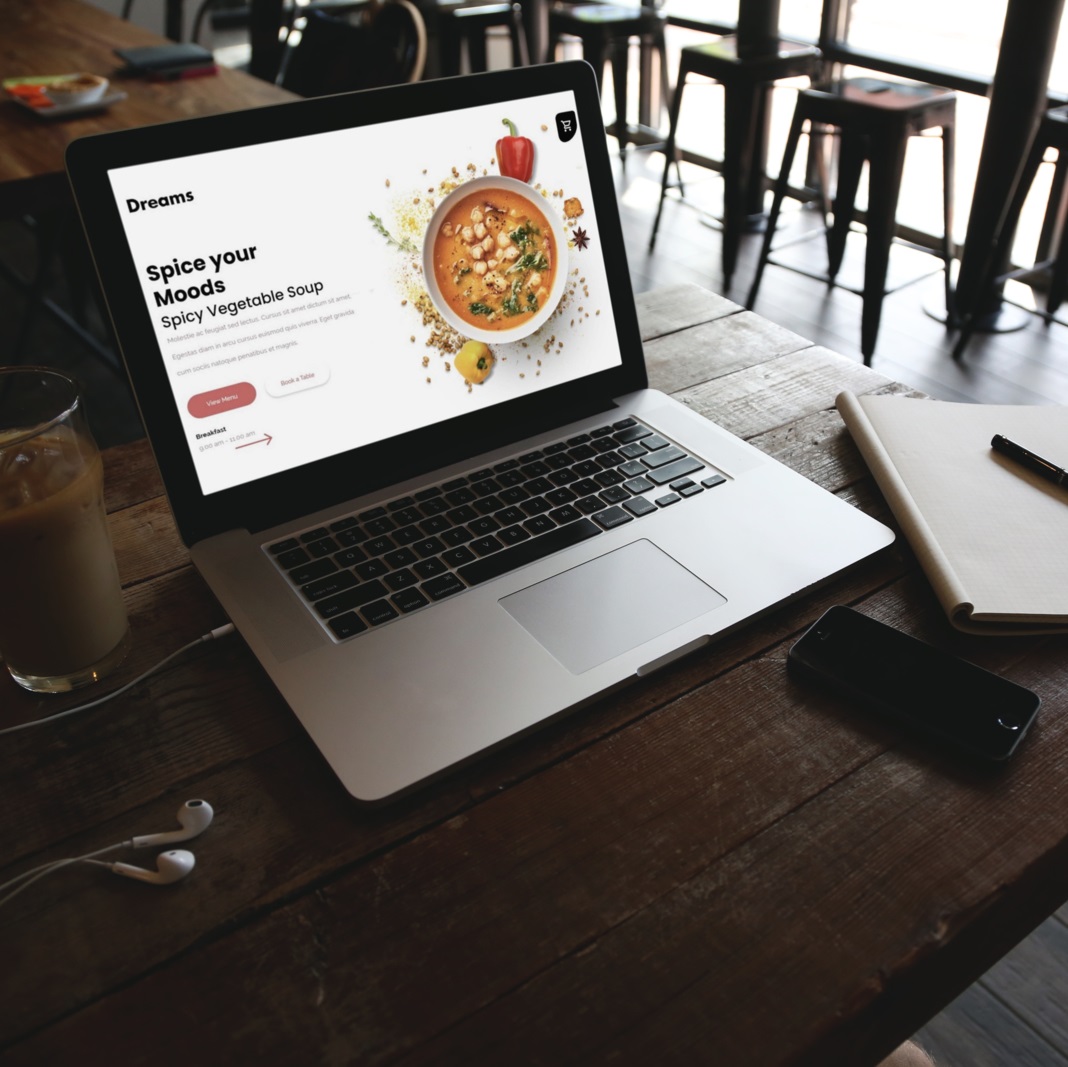 Dreams
Spice your
Moods
Spicy Vegetable Soup
Molestie ac feugiat sed lectus. Cursus sit amet dictum sit amet.
Egestas diam in arcu cursus euismod quis viverra. Eget gravida
cum sociis natoque penatibus et magnis.
View Menu
Book a Table
Breakfast
9:00 am - 11:00 am